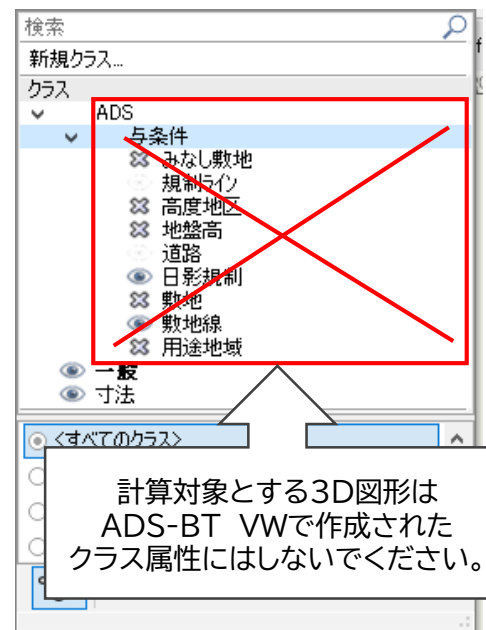 検索
新規クラス...
クラス
ADS
与条件
みなし敷地
規制ライン
高度地区
地盤高
道路
日影規制
敷地
敷地線
用途地域
一般
寸法
<すべてのクラス>
計算対象とする3D図形は
ADS-BT VWで作成された
クラス属性にはしないでください。